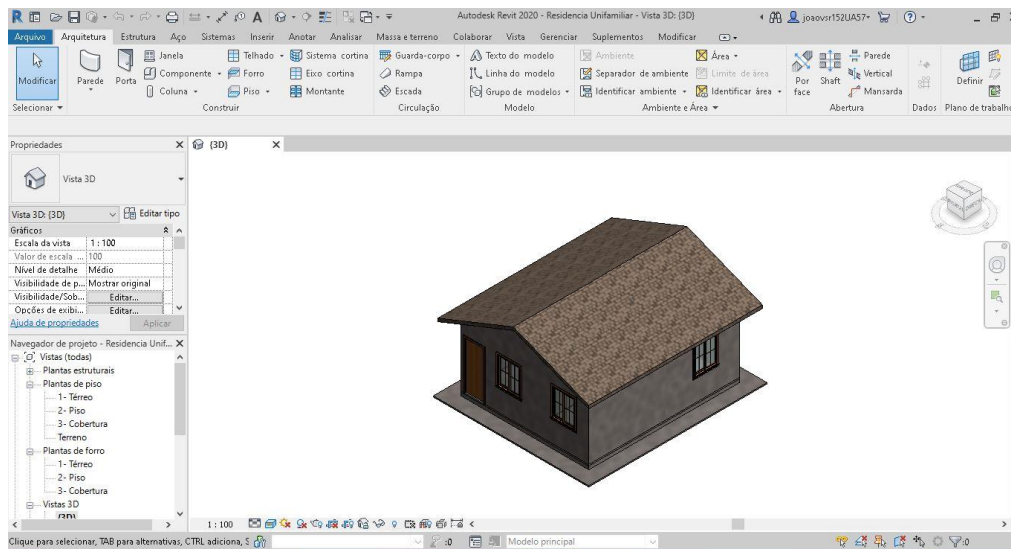 Autodesk Revit 2020 - Residencia Unifamiliar - Vista 3D: {3D}
joaovsr152UA57
Arquivo Arquitetura Estrutura Aço Sistemas Inserir Anotar Analisar Massa e terreno Colaborar Vista Gerenciar Suplementos Modificar
Modificar
Parede
Porta
Janela
Componente
Coluna
Telhado
Forro
Piso
Sistema cortina
Eixo cortina
Montante
Guarda-corpo
Rampa
Escada
Texto do modelo
Linha do modelo
Grupo de modelos
Ambiente
Separador de ambiente
Identificar ambiente
Área
Limite de área
Identificar área
Por face
Shaft
Parede
Vertical
Mansarda
Definir
Selecionar Construir Circulação Modelo Ambiente e Área Abertura Dados Plano de trabalho
Propriedades
{3D}
Vista 3D
Vista 3D: {3D} Editar tipo
Gráficos
Escala da vista 1 : 100
Valor de escala ... 100
Nível de detalhe Médio
Visibilidade de p... Mostrar original
Visibilidade/Sob... Editar...
Opções de exibi... Editar...
Ajuda de propriedades Aplicar
Navegador de projeto - Residencia Unif...
Vistas (todas)
Plantas estruturais
Plantas de piso
1- Térreo
2- Piso
3- Cobertura
Terreno
Plantas de forro
1- Térreo
2- Piso
3- Cobertura
Vistas 3D
{3D}
1 : 100
Clique para selecionar, TAB para alternativas, CTRL adiciona, S
:0
Modelo principal
:0